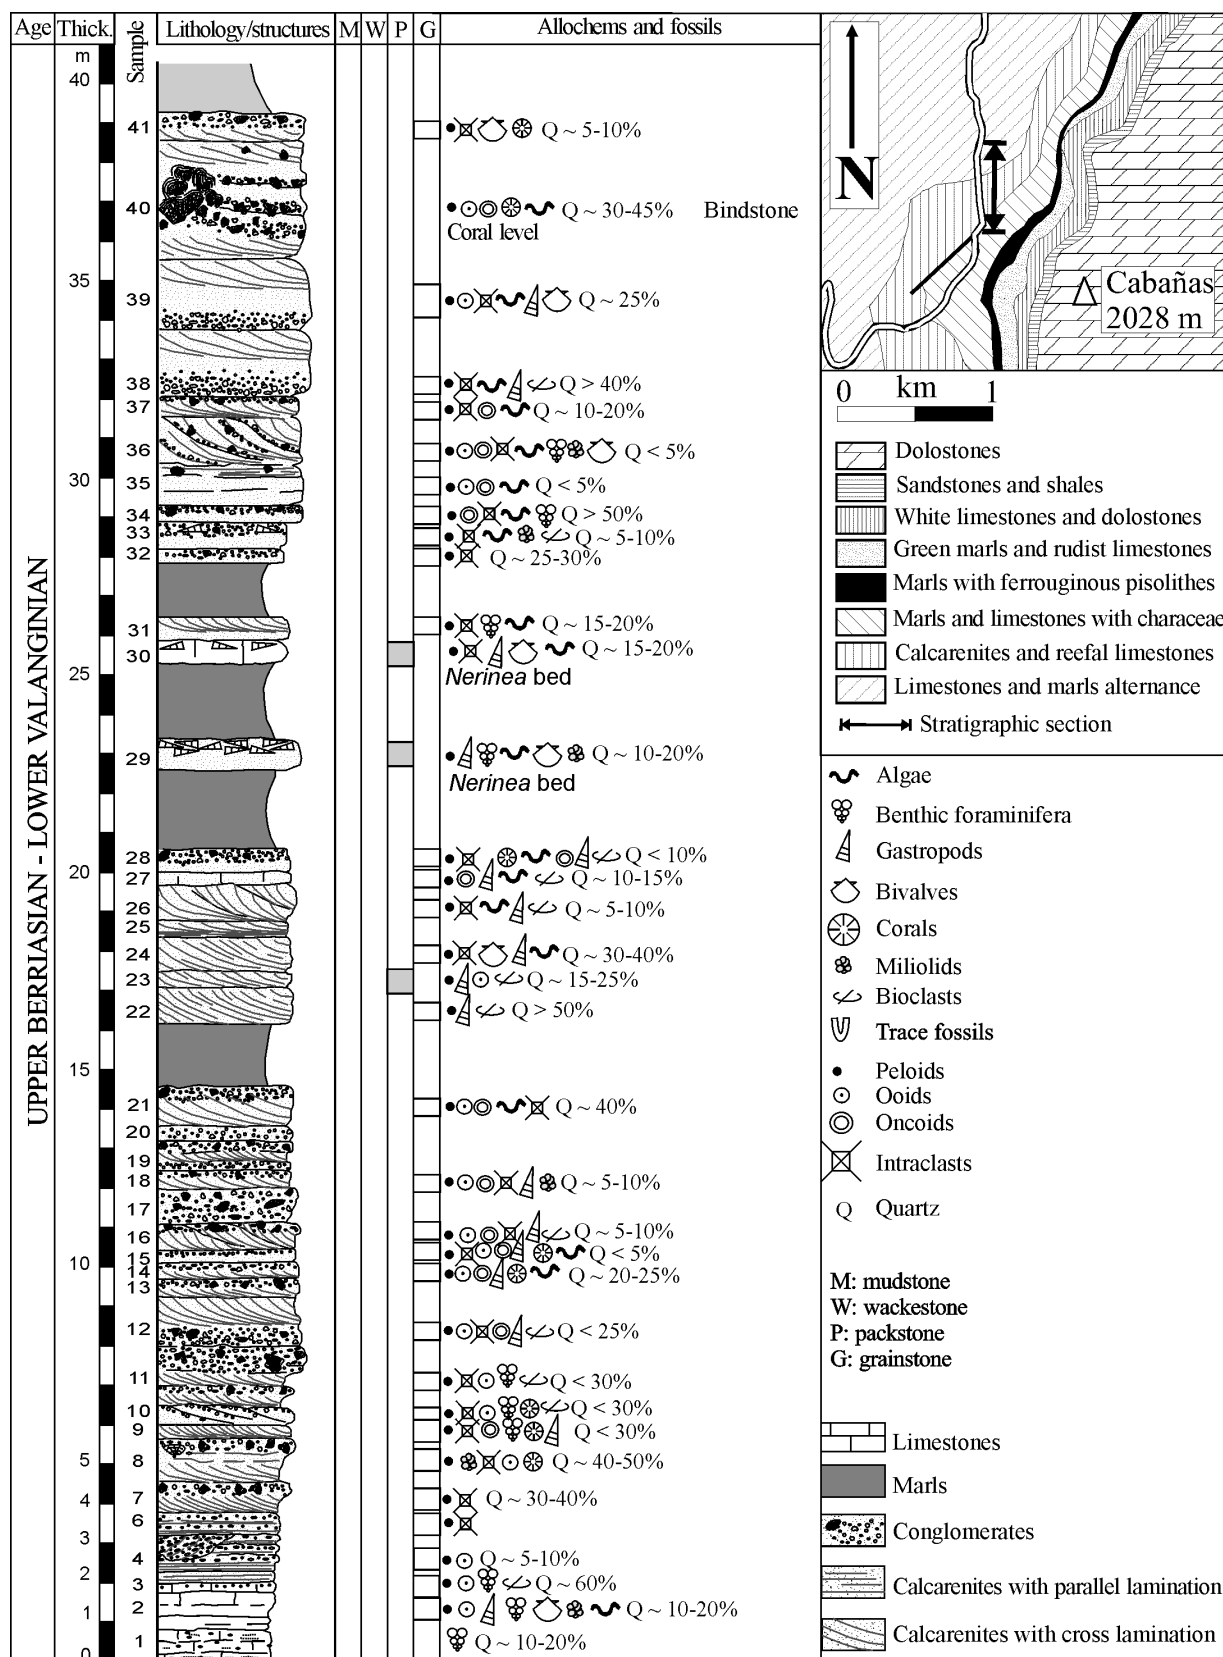 Age Thick. Sample Lithology/structures M W P G Allochems and fossils
m
40
35
30
25
20
15
10
5
4
3
2
1
0
UPPER BERRIASIAN - LOWER VALANGINIAN
41 Q ~ 5-10%
40 Q ~ 30-45% Bindstone
Coral level
39 Q ~ 25%
38 Q > 40%
37 Q ~ 10-20%
36 Q < 5%
35 Q < 5%
34 Q > 50%
33 Q ~ 5-10%
32 Q ~ 25-30%
31 Q ~ 15-20%
30 Q ~ 15-20%
Nerinea bed
29 Q ~ 10-20%
Nerinea bed
28 Q < 10%
27 Q ~ 10-15%
26 Q ~ 5-10%
25
24 Q ~ 30-40%
23 Q ~ 15-25%
22 Q > 50%
21 Q ~ 40%
20
19
18 Q ~ 5-10%
17
16 Q ~ 5-10%
15 Q < 5%
14
13 Q ~ 20-25%
12 Q < 25%
11 Q < 30%
10 Q < 30%
9 Q < 30%
8 Q ~ 40-50%
7 Q ~ 30-40%
6
4 Q ~ 5-10%
3 Q ~ 60%
2 Q ~ 10-20%
1 Q ~ 10-20%
N
Cabañas
2028 m
0 km 1
Dolostones
Sandstones and shales
White limestones and dolostones
Green marls and rudist limestones
Marls with ferrouginous pisolithes
Marls and limestones with characeae
Calcarenites and reefal limestones
Limestones and marls alternance
Stratigraphic section
Algae
Benthic foraminifera
Gastropods
Bivalves
Corals
Miliolids
Bioclasts
Trace fossils
Peloids
Ooids
Oncoids
Intraclasts
Q Quartz
M: mudstone
W: wackestone
P: packstone
G: grainstone
Limestones
Marls
Conglomerates
Calcarenites with parallel lamination
Calcarenites with cross lamination